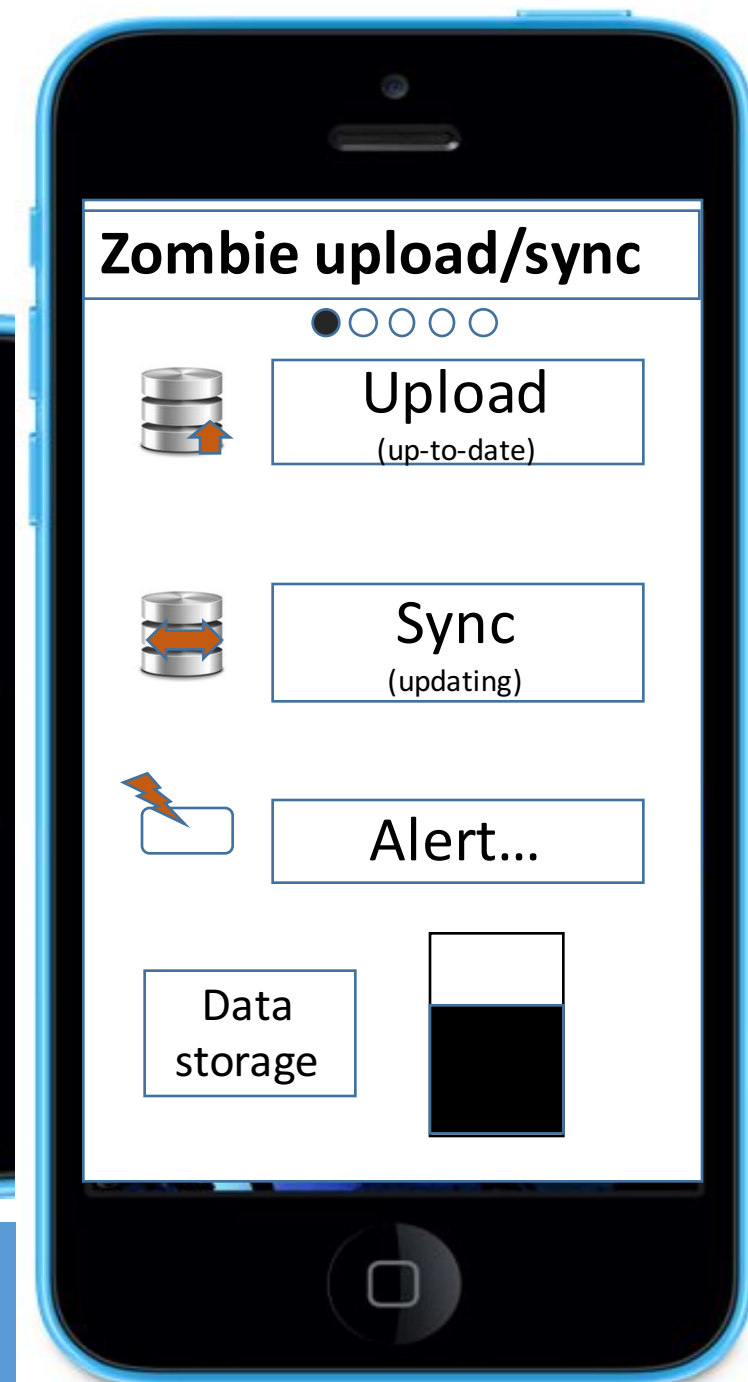 Zombie upload/sync
Upload
(up-to-date)
Sync
(updating)
Alert…
Data
storage